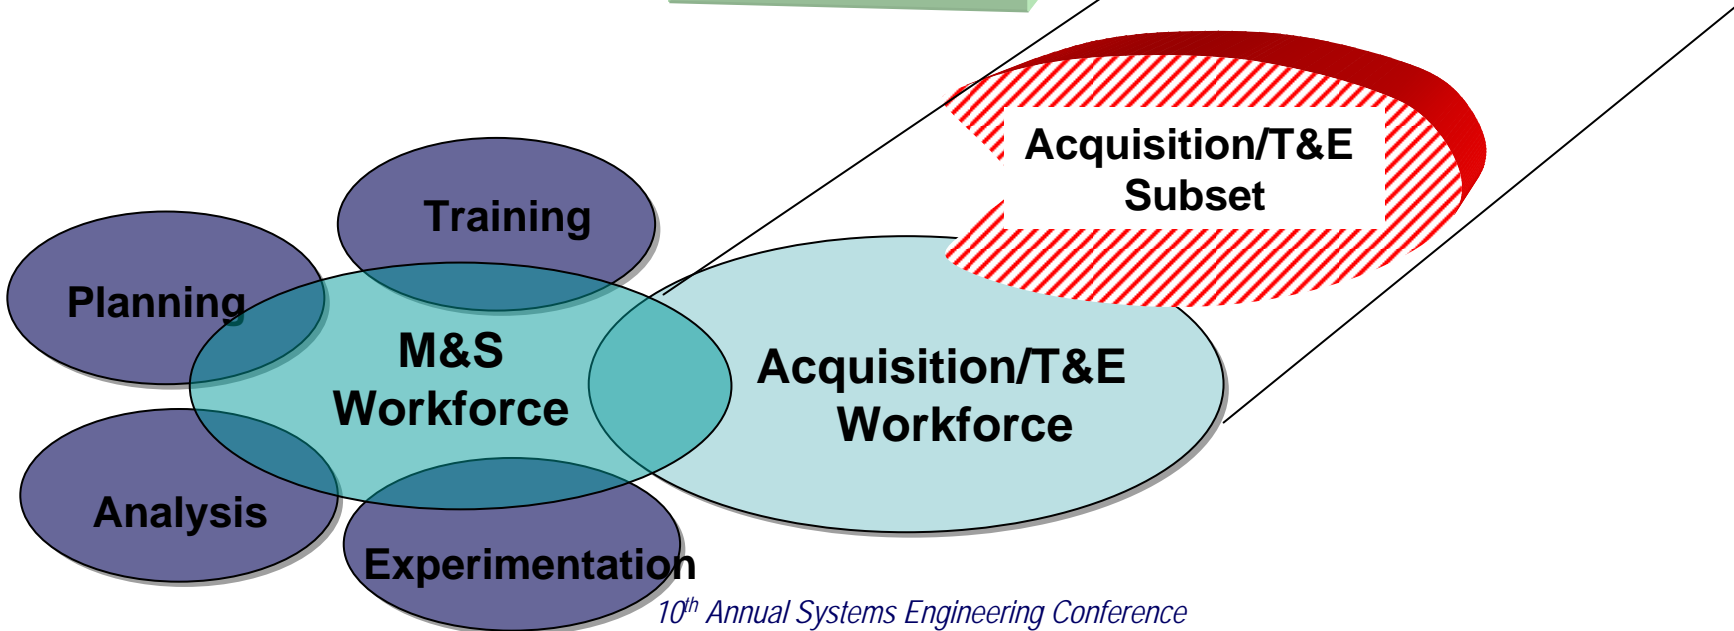 Acquisition/T&E
Subset
Training
Planning
M&S
Workforce
Acquisition/T&E
Workforce
Analysis
Experimentation
10th Annual Systems Engineering Conference